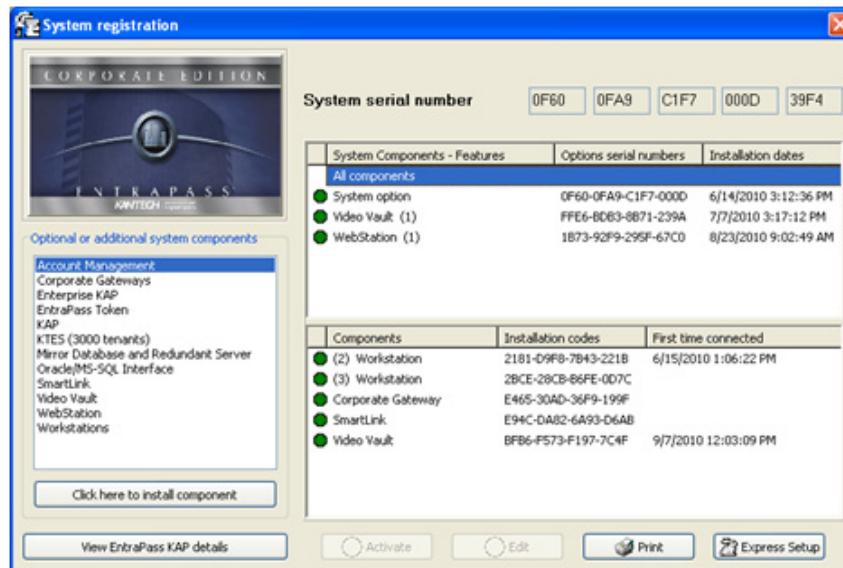 System registration
CORPORATE EDITION
ENTRAPASS
KANTECH
System serial number 0F60 0FA9 C1F7 000D 39F4
System Components - Features Options serial numbers Installation dates
All components
System option 0F60-0FA9-C1F7-000D 6/14/2010 3:12:36 PM
Video Vault (1) FFE6-BDB3-8B71-239A 7/7/2010 3:17:12 PM
WebStation (1) 1B73-92F9-295F-67C0 8/23/2010 9:02:49 AM
Optional or additional system components
Account Management
Corporate Gateways
Enterprise KAP
EntraPass Token
KAP
KTES (3000 tenants)
Mirror Database and Redundant Server
Oracle/MS-SQL Interface
SmartLink
Video Vault
WebStation
Workstations
Components Installation codes First time connected
(2) Workstation 2181-D9F8-7B43-221B 6/15/2010 1:06:22 PM
(3) Workstation 2BCE-28CB-B6FE-0D7C
Corporate Gateway E465-30AD-36F9-199F
SmartLink E94C-DA82-6A93-D6AB
Video Vault BFB6-F573-F197-7C4F 9/7/2010 12:03:09 PM
Click here to install component
View EntraPass KAP details
Activate
Edit
Print
Express Setup